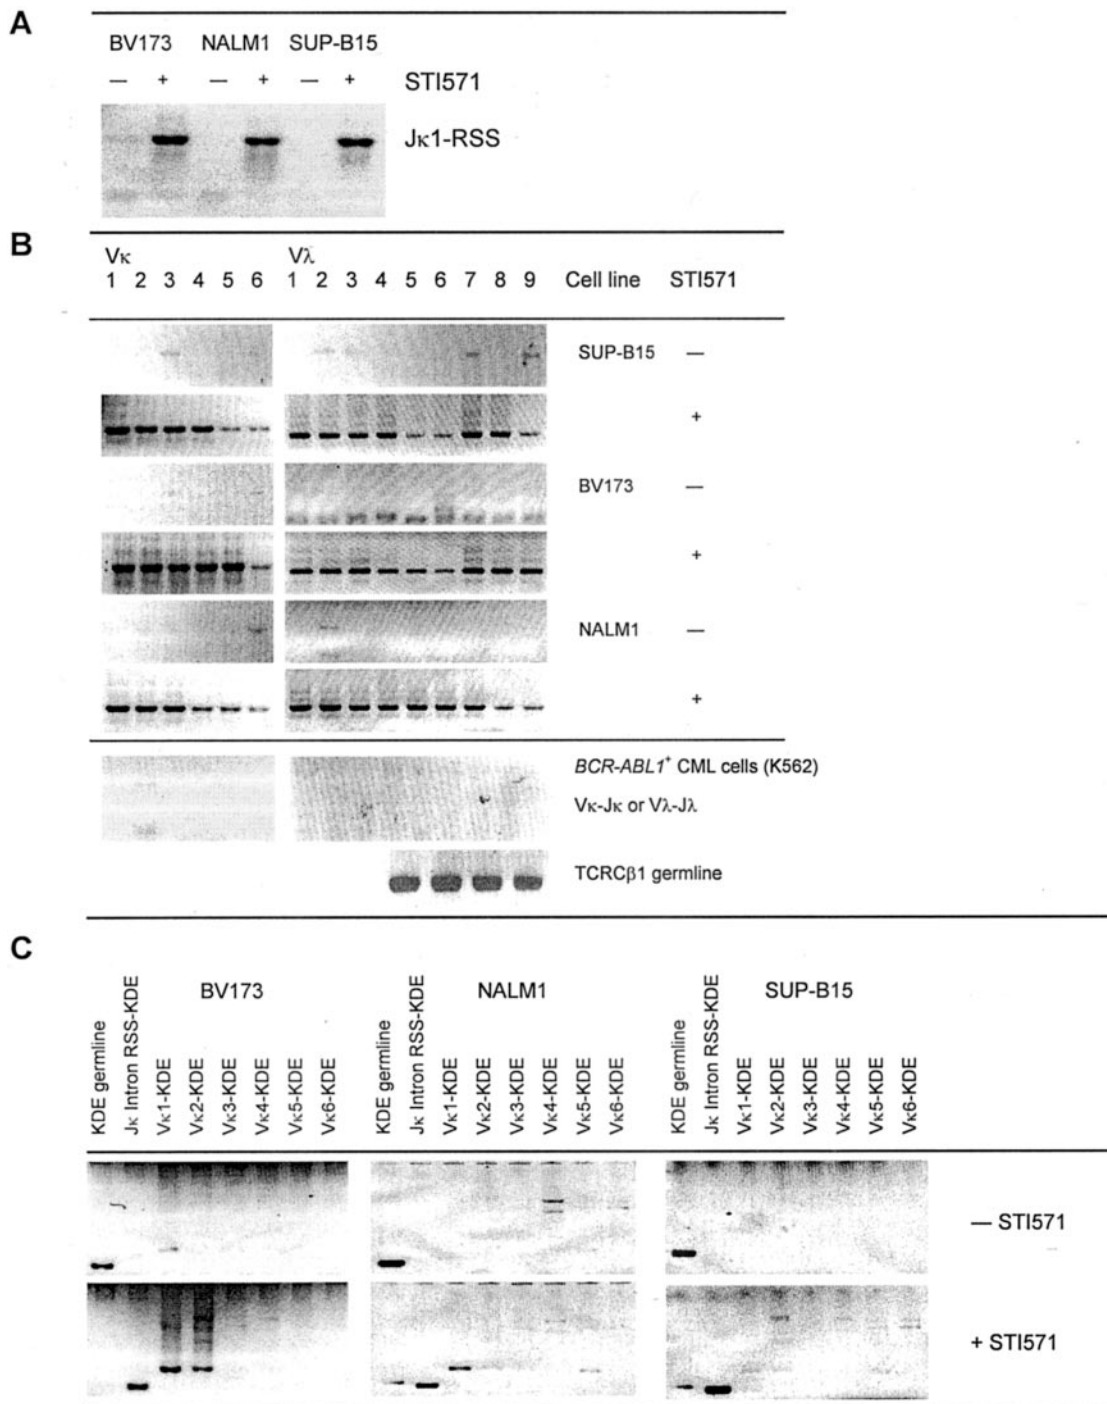 A
BV173 NALM1 SUP-B15
— + — + — + STI571
Jκ1-RSS
B
Vκ Vλ
1 2 3 4 5 6 1 2 3 4 5 6 7 8 9 Cell line STI571
SUP-B15 —
+
BV173 —
+
NALM1 —
+
BCR-ABL1⁺ CML cells (K562)
Vκ-Jκ or Vλ-Jλ
TCRCβ1 germline
C
BV173 NALM1 SUP-B15
KDE germline
Jκ Intron RSS-KDE
Vκ1-KDE
Vκ2-KDE
Vκ3-KDE
Vκ4-KDE
Vκ5-KDE
Vκ6-KDE
KDE germline
Jκ Intron RSS-KDE
Vκ1-KDE
Vκ2-KDE
Vκ3-KDE
Vκ4-KDE
Vκ5-KDE
Vκ6-KDE
KDE germline
Jκ Intron RSS-KDE
Vκ1-KDE
Vκ2-KDE
Vκ3-KDE
Vκ4-KDE
Vκ5-KDE
Vκ6-KDE
— STI571
+ STI571